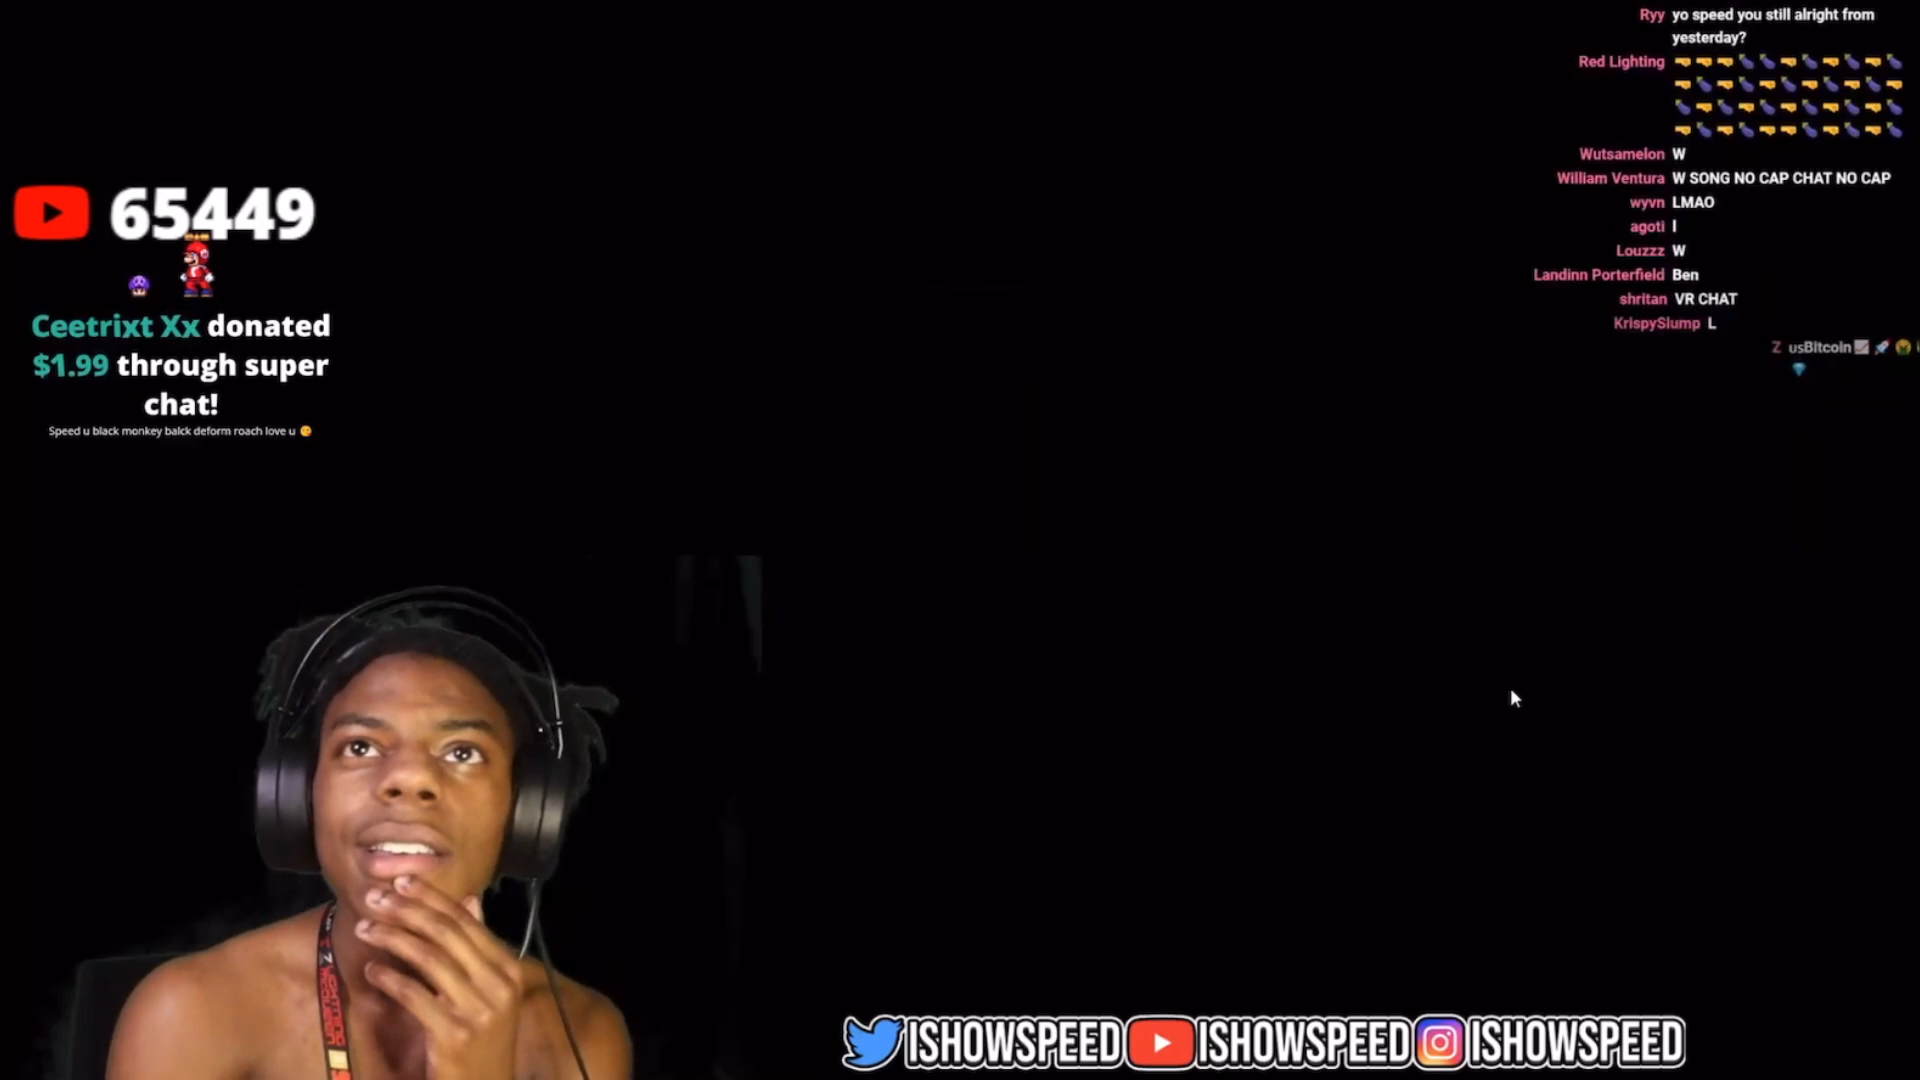 65449
Ceetrixt Xx donated
$1.99 through super
chat!
Speed u black monkey balck deform roach love u 😘
Ryy yo speed you still alright from
yesterday?
Red Lighting
Wutsamelon W
William Ventura W SONG NO CAP CHAT NO CAP
wyvn LMAO
agoti I
Louzzz W
Landinn Porterfield Ben
shritan VR CHAT
KrispySlump L
Z usBitcoin
ISHOWSPEED ISHOWSPEED ISHOWSPEED